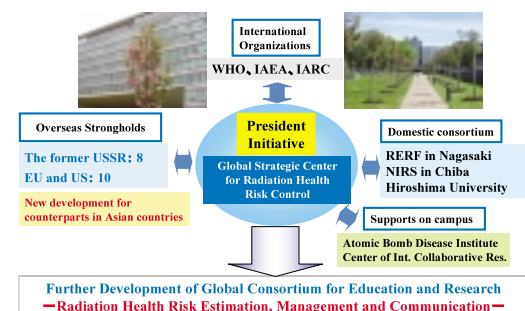 International
Organizations
WHO、IAEA、IARC
Overseas Strongholds
The former USSR: 8
EU and US: 10
New development for
counterparts in Asian countries
President
Initiative
Global Strategic Center
for Radiation Health
Risk Control
Domestic consortium
RERF in Nagasaki
NIRS in Chiba
Hiroshima University
Supports on campus
Atomic Bomb Disease Institute
Center of Int. Collaborative Res.
Further Development of Global Consortium for Education and Research
ーRadiation Health Risk Estimation, Management and Communicationー